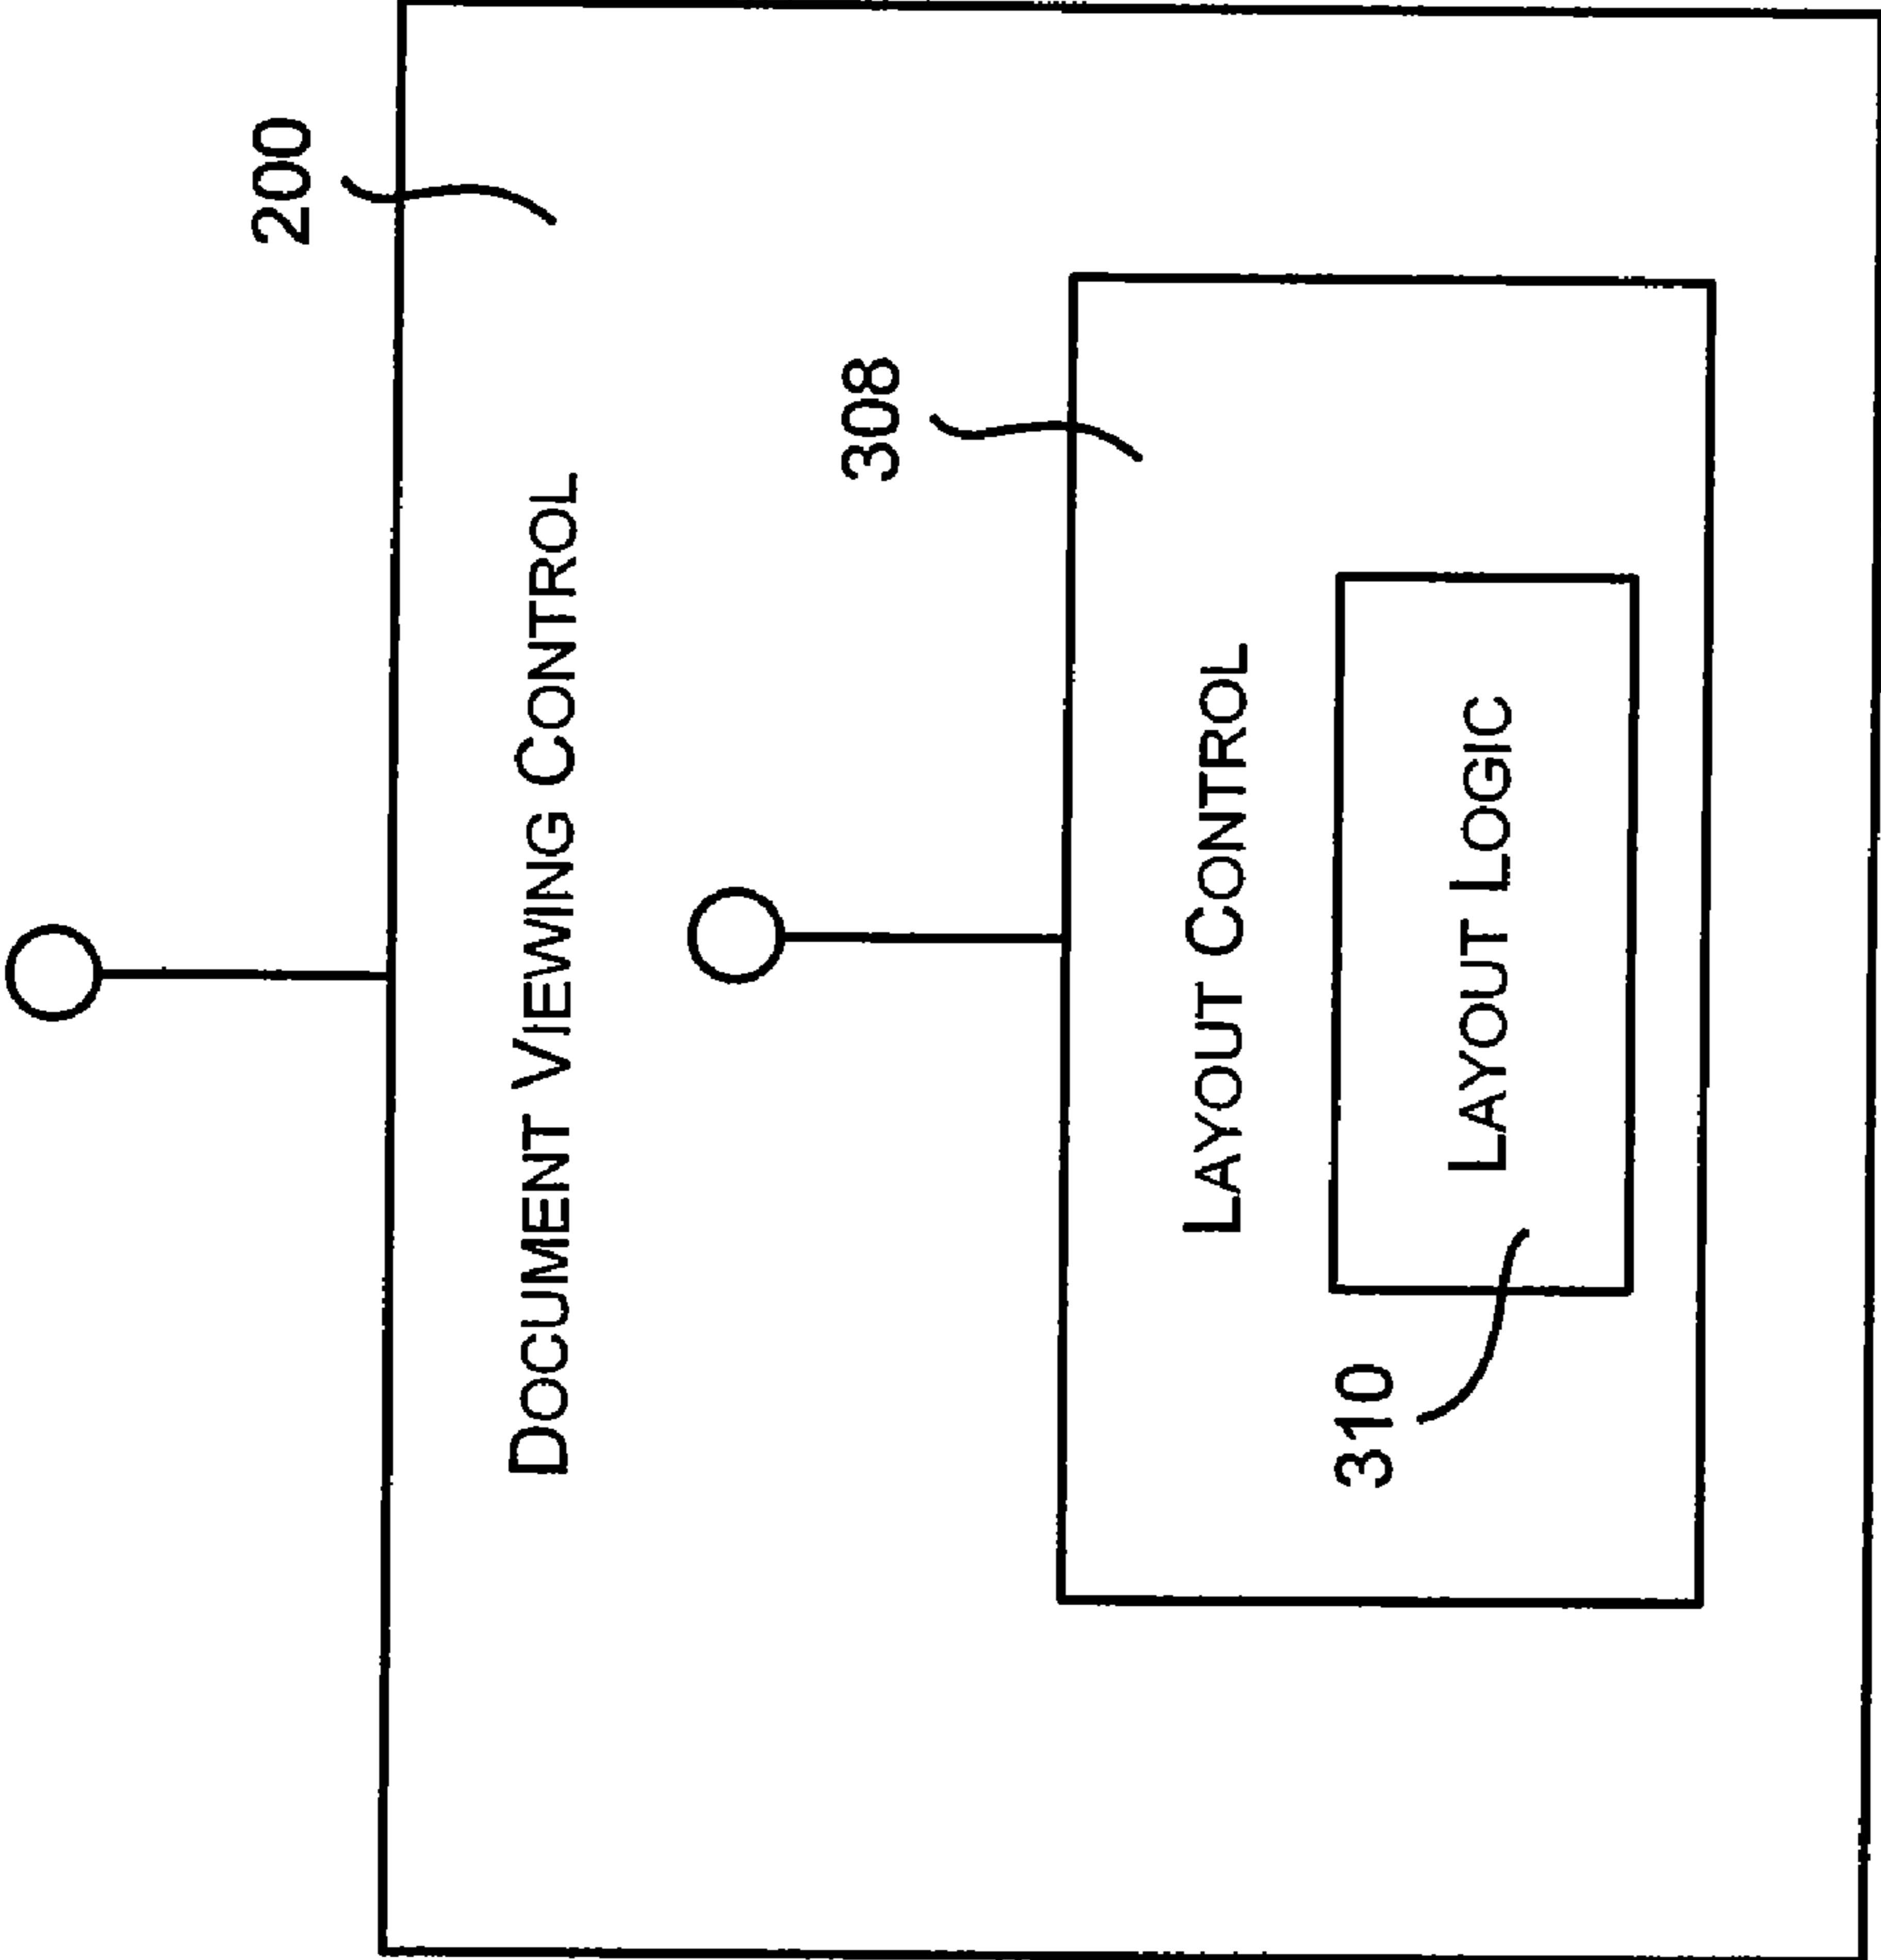 200
DOCUMENT VIEWING CONTROL
308
LAYOUT CONTROL
310
LAYOUT LOGIC